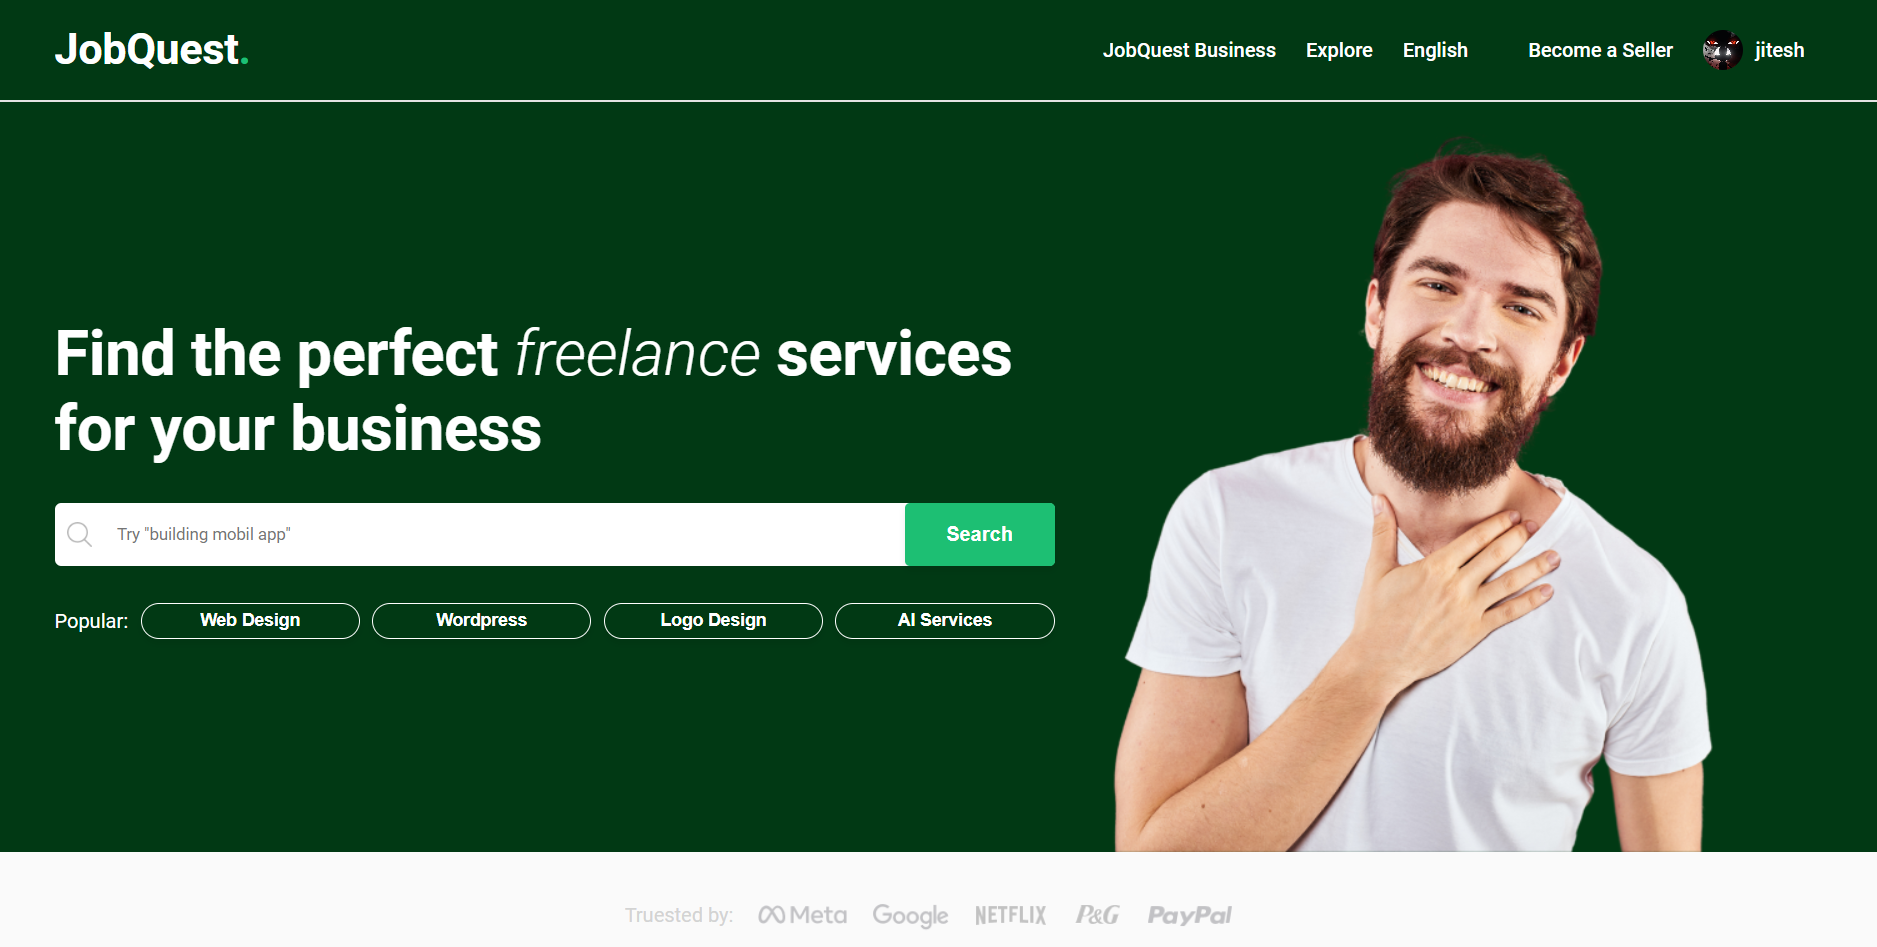 JobQuest.
JobQuest Business Explore English Become a Seller jitesh
Find the perfect freelance services
for your business
Try "building mobil app" Search
Popular: Web Design Wordpress Logo Design AI Services
Truested by: Meta Google NETFLIX P&G PayPal